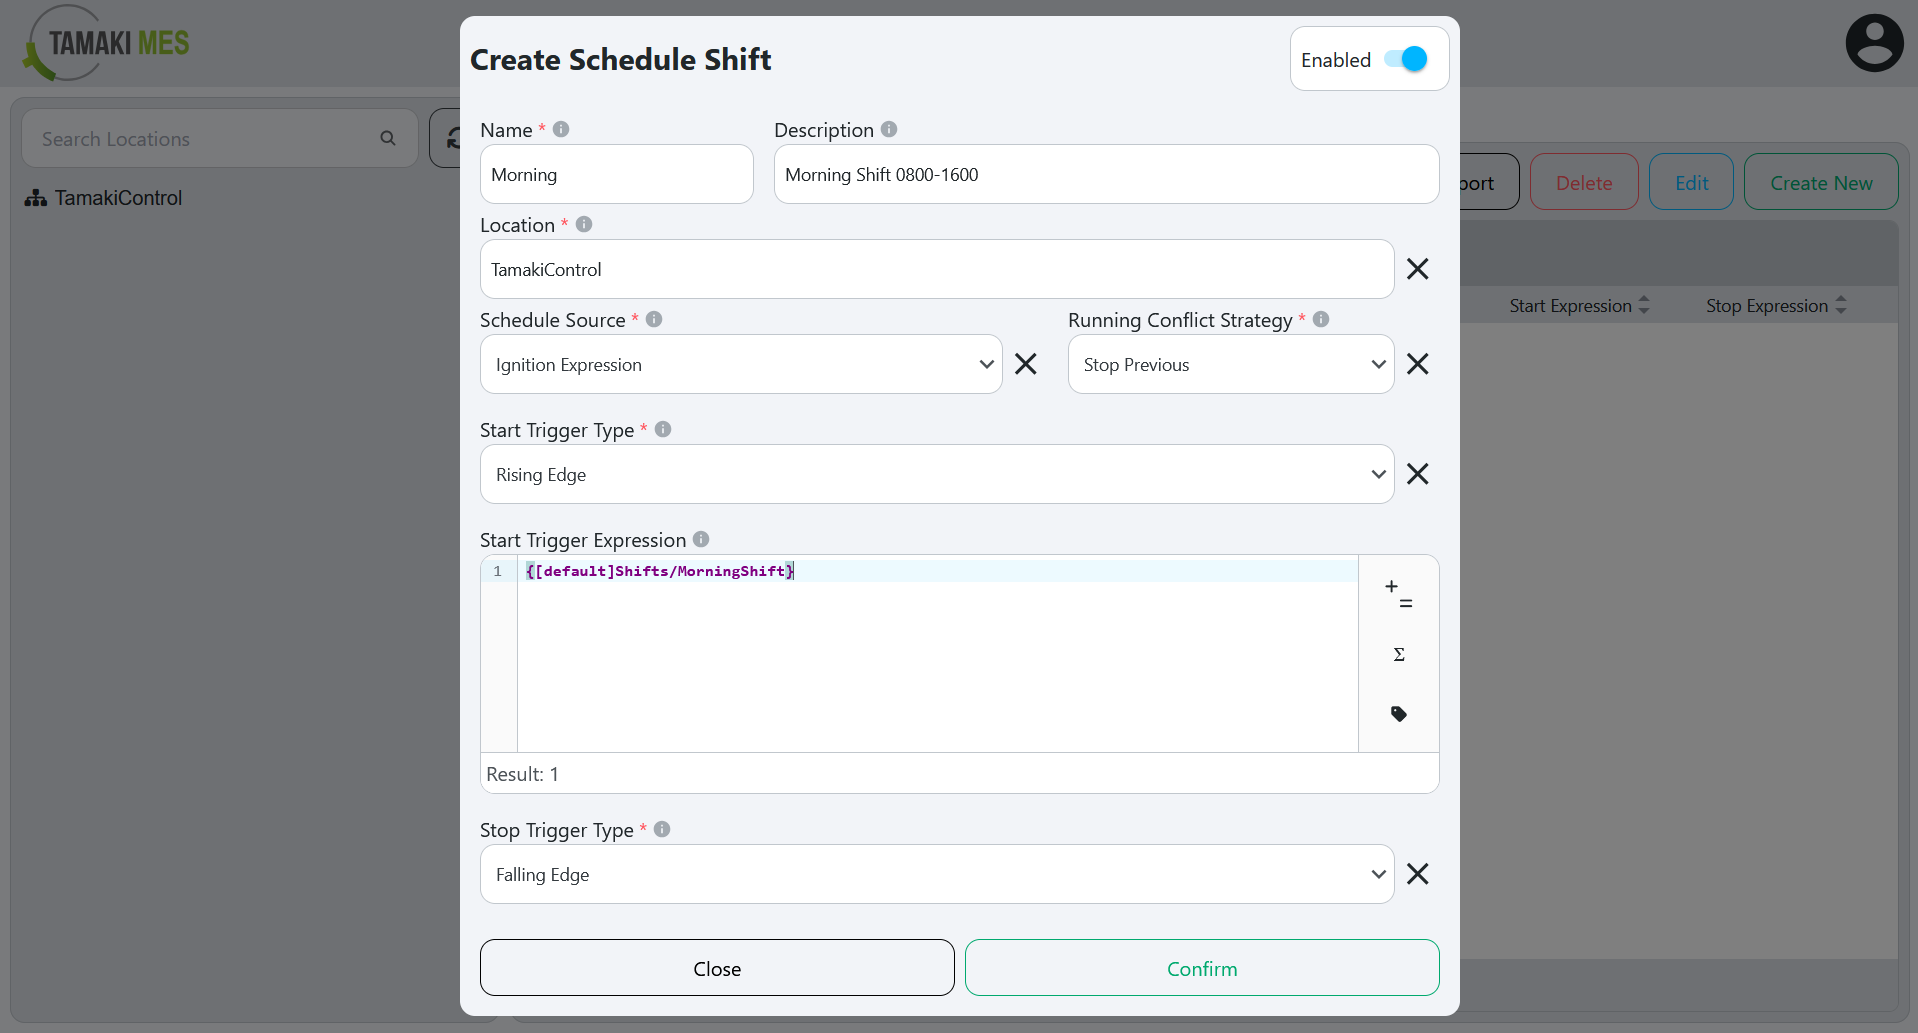 TAMAKI MES
Create Schedule Shift
Enabled
Search Locations
TamakiControl
Name *
Description
Morning
Morning Shift 0800-1600
Location *
TamakiControl
Schedule Source *
Running Conflict Strategy *
Ignition Expression
Stop Previous
Start Trigger Type *
Rising Edge
Start Trigger Expression
1 {[default]Shifts/MorningShift}
+
=
Σ
Result: 1
Stop Trigger Type *
Falling Edge
Close
Confirm
port
Delete
Edit
Create New
Start Expression
Stop Expression